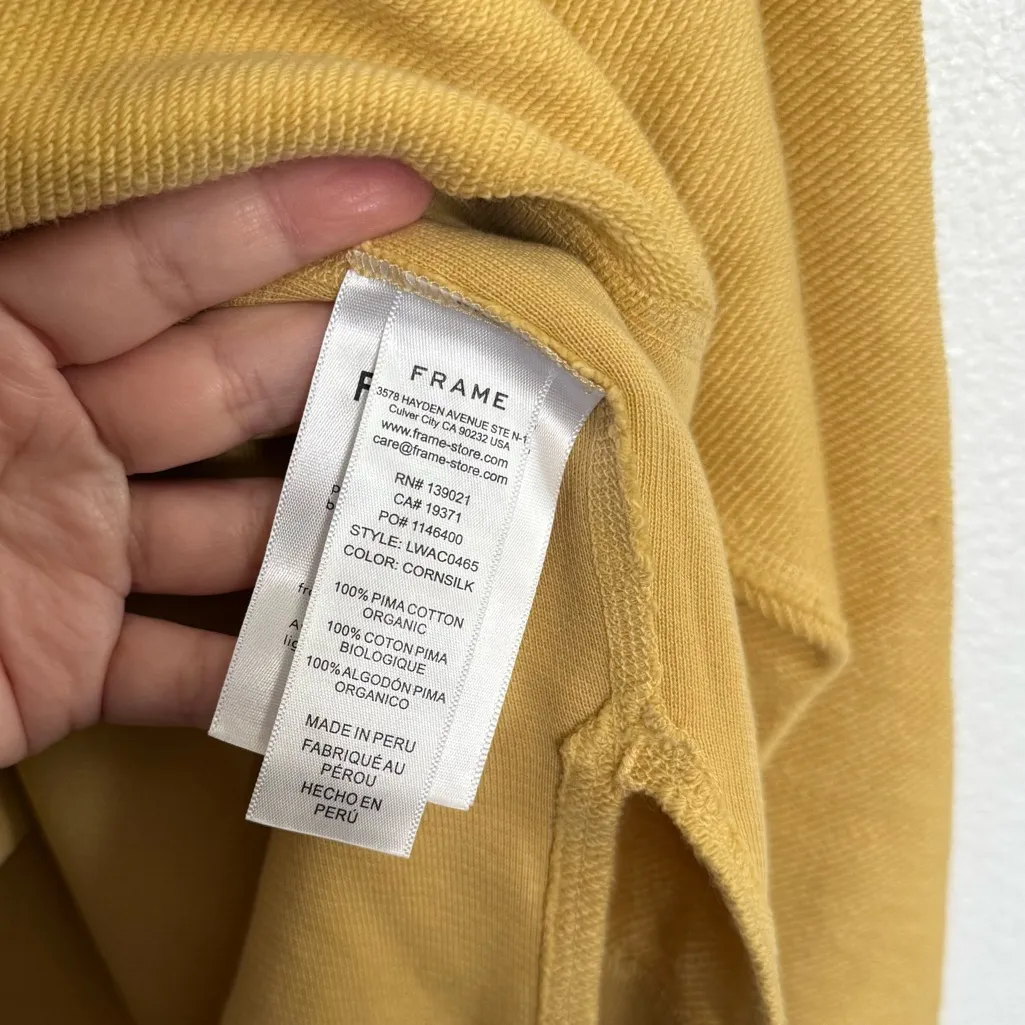 FRAME
3578 HAYDEN AVENUE STE N-1
Culver City CA 90232 USA
www.frame-store.com
care@frame-store.com
RN# 139021
CA# 19371
PO# 1146400
STYLE: LWAC0465
COLOR: CORNSILK
100% PIMA COTTON
ORGANIC
100% COTON PIMA
BIOLOGIQUE
100% ALGODÓN PIMA
ORGANICO
MADE IN PERU
FABRIQUÉ AU
PÉROU
HECHO EN
PERÚ